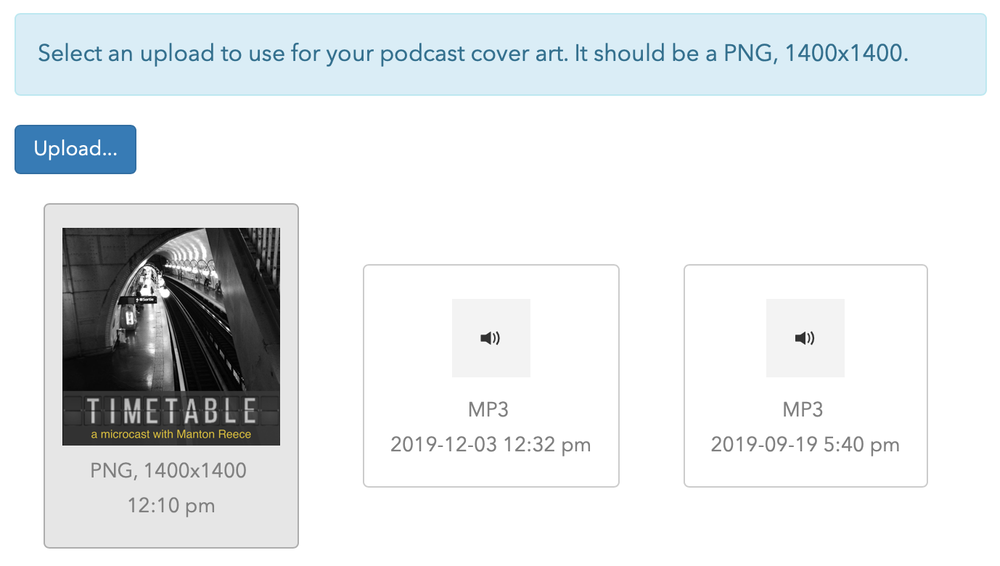 Select an upload to use for your podcast cover art. It should be a PNG, 1400x1400.
Upload...
TIMETABLE
a microcast with Manton Reece
PNG, 1400x1400
12:10 pm
MP3
2019-12-03 12:32 pm
MP3
2019-09-19 5:40 pm